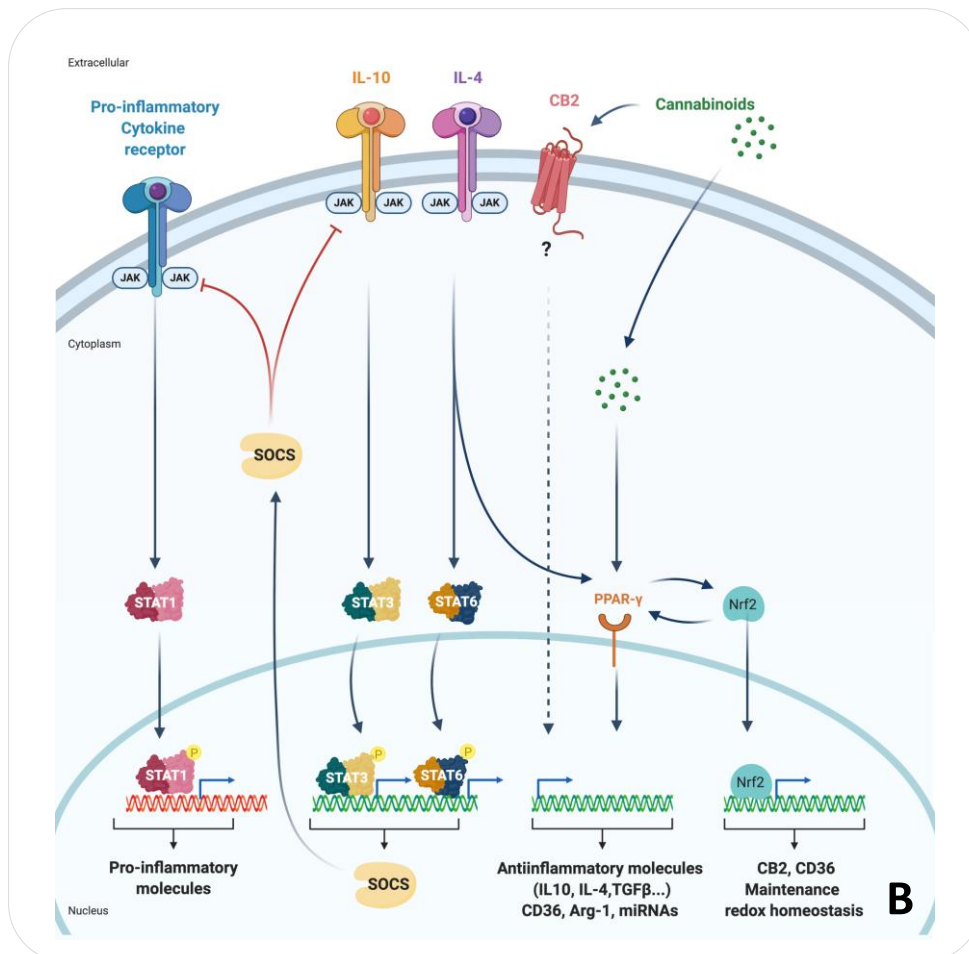 Extracellular
IL-10
IL-4
CB2
Cannabinoids
Pro-inflammatory
Cytokine
receptor
JAK
JAK
JAK
JAK
?
JAK
JAK
Cytoplasm
SOCS
STAT1
STAT3
STAT6
PPAR-γ
Nrf2
P
STAT1
P
STAT3
P
STAT6
Nrf2
Pro-inflammatory
molecules
SOCS
Antiinflammatory molecules
(IL10, IL-4,TGFβ...)
CD36, Arg-1, miRNAs
CB2, CD36
Maintenance
redox homeostasis
Nucleus
B